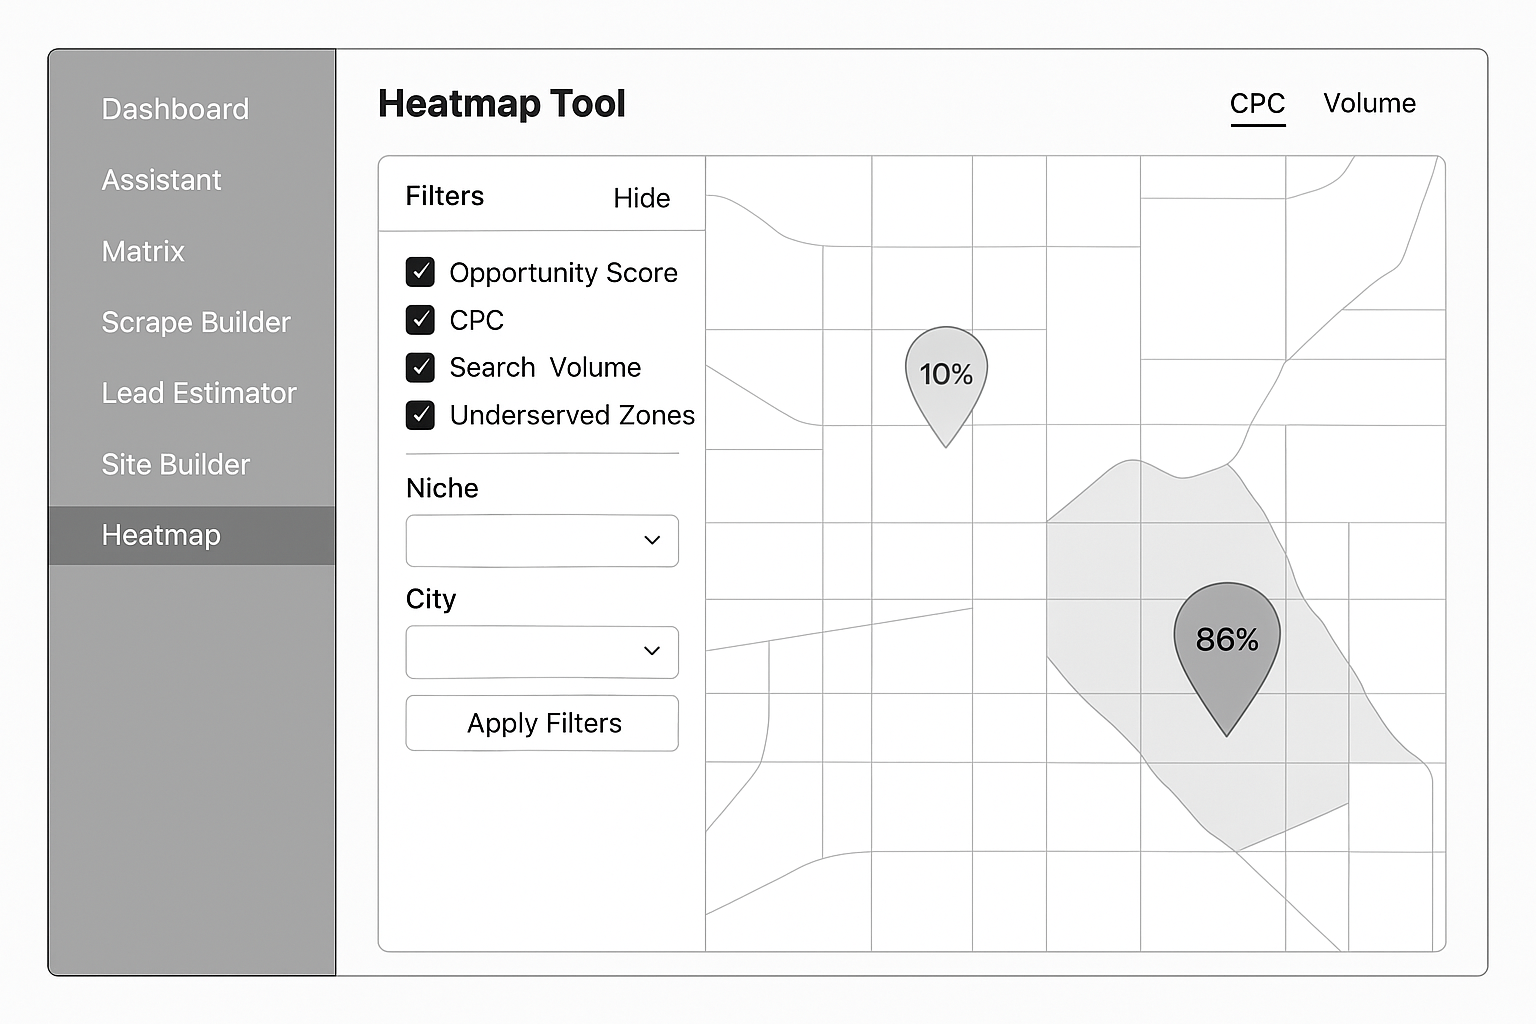 Dashboard
Assistant
Matrix
Scrape Builder
Lead Estimator
Site Builder
Heatmap
Heatmap Tool
CPC
Volume
Filters
Hide
Opportunity Score
CPC
Search Volume
Underserved Zones
Niche
City
Apply Filters
10%
86%